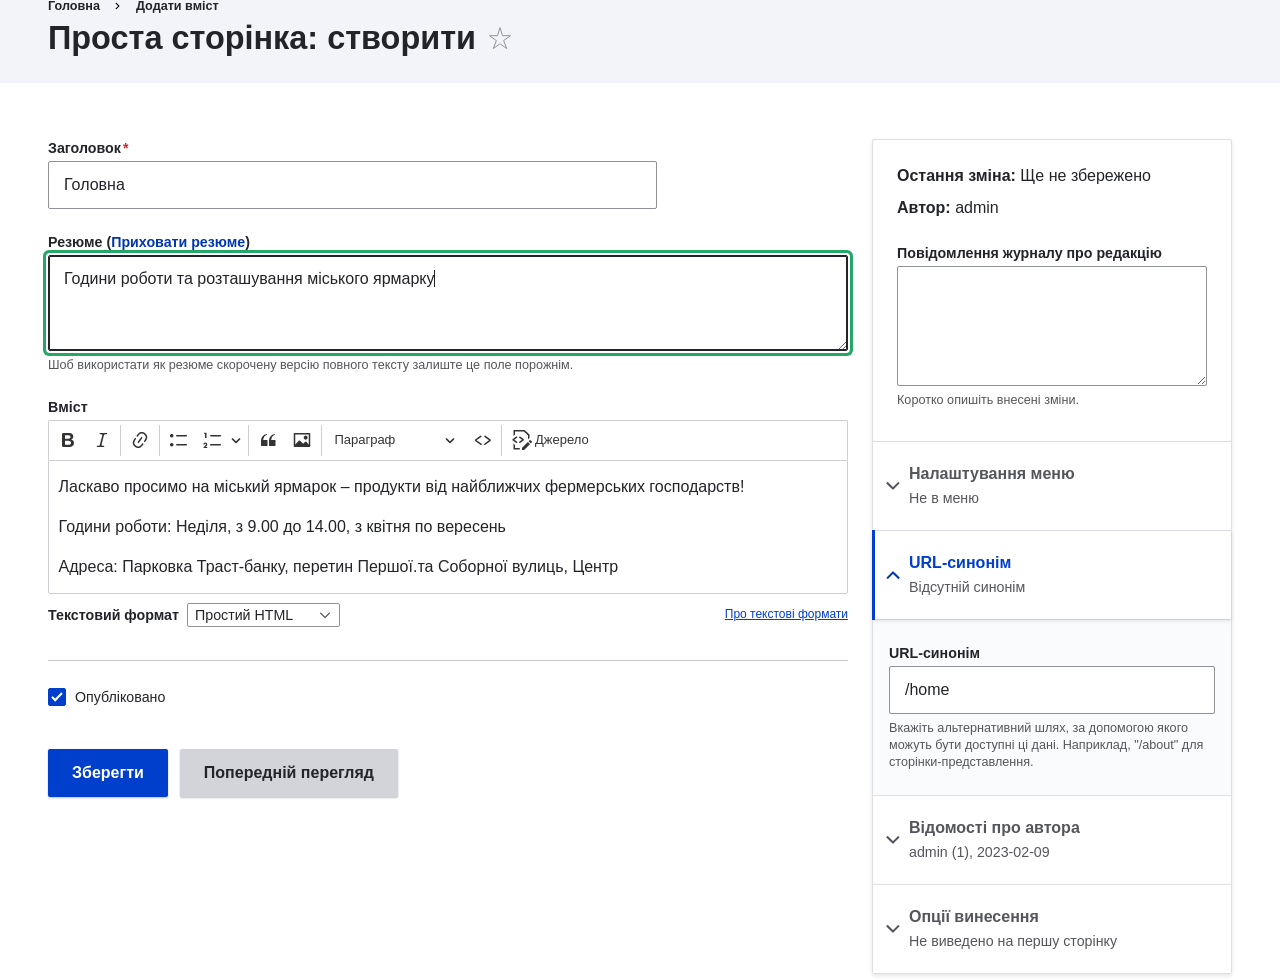 Головна › Додати вміст
Проста сторінка: створити
Заголовок*
Головна
Резюме (Приховати резюме)
Години роботи та розташування міського ярмарку
Щоб використати як резюме скорочену версію повного тексту залиште це поле порожнім.
Вміст
Параграф
Джерело
Ласкаво просимо на міський ярмарок – продукти від найближчих фермерських господарств!
Години роботи: Неділя, з 9.00 до 14.00, з квітня по вересень
Адреса: Парковка Траст-банку, перетин Першої.та Соборної вулиць, Центр
Текстовий формат
Простий HTML
Про текстові формати
Опубліковано
Зберегти
Попередній перегляд
Остання зміна: Ще не збережено
Автор: admin
Повідомлення журналу про редакцію
Коротко опишіть внесені зміни.
Налаштування меню
Не в меню
URL-синонім
Відсутній синонім
URL-синонім
/home
Вкажіть альтернативний шлях, за допомогою якого
можуть бути доступні ці дані. Наприклад, "/about" для
сторінки-представлення.
Відомості про автора
admin (1), 2023-02-09
Опції винесення
Не виведено на першу сторінку